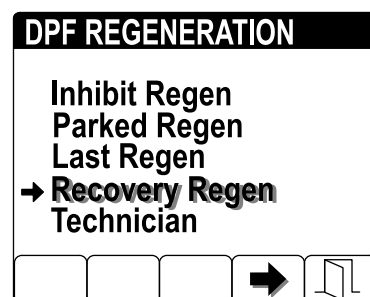 DPF REGENERATION
Inhibit Regen
Parked Regen
Last Regen
Recovery Regen
Technician